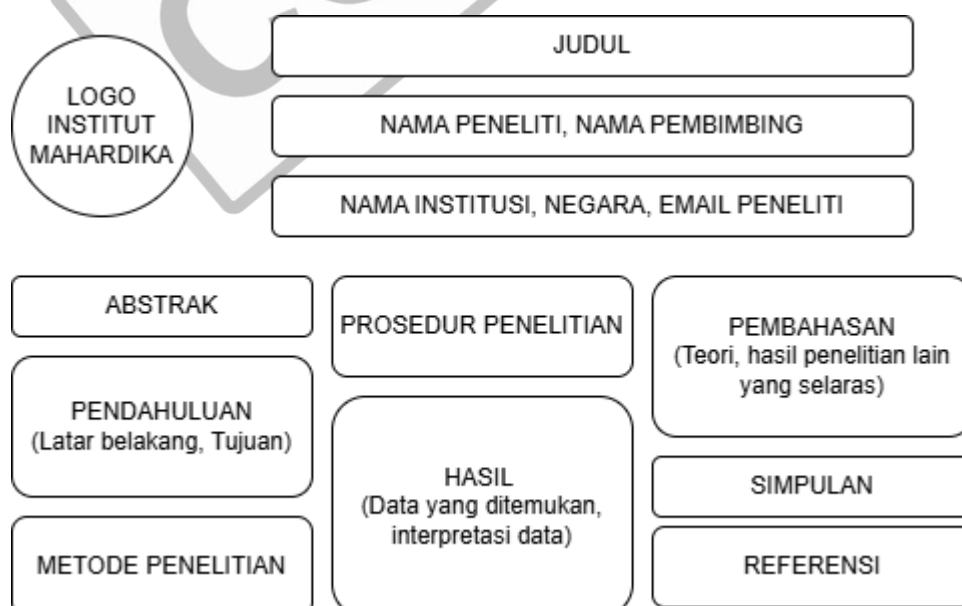 LOGO
INSTITUT
MAHARDIKA
JUDUL
NAMA PENELITI, NAMA PEMBIMBING
NAMA INSTITUSI, NEGARA, EMAIL PENELITI
ABSTRAK
PENDAHULUAN
(Latar belakang, Tujuan)
METODE PENELITIAN
PROSEDUR PENELITIAN
HASIL
(Data yang ditemukan,
interpretasi data)
PEMBAHASAN
(Teori, hasil penelitian lain
yang selaras)
SIMPULAN
REFERENSI